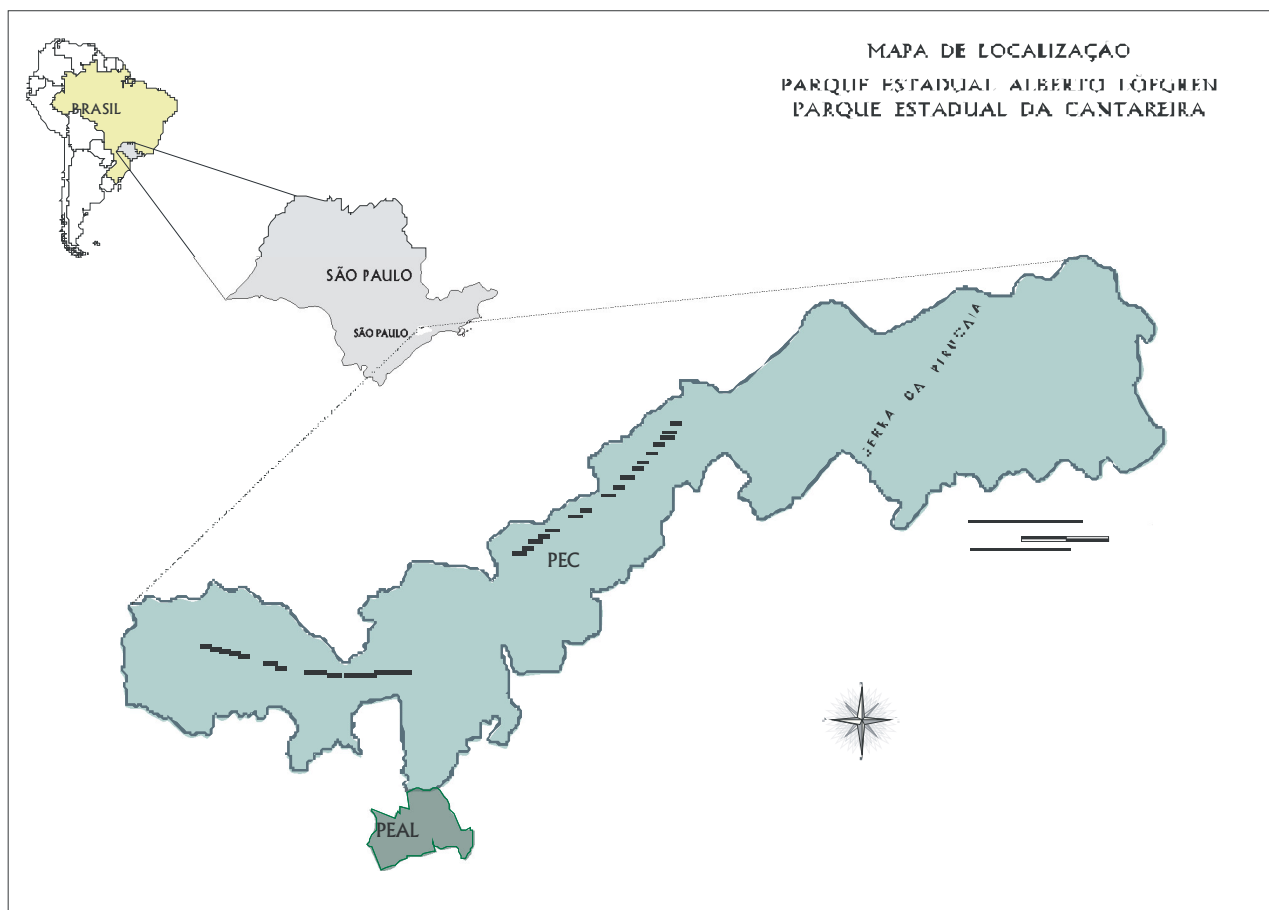 MAPA DE LOCALIZAÇÃO
PARQUE ESTADUAL ALBERTO LÖFGREN
PARQUE ESTADUAL DA CANTAREIRA
BRASIL
SÃO PAULO
SÃO PAULO
SERRA DA
PEC
PEAL